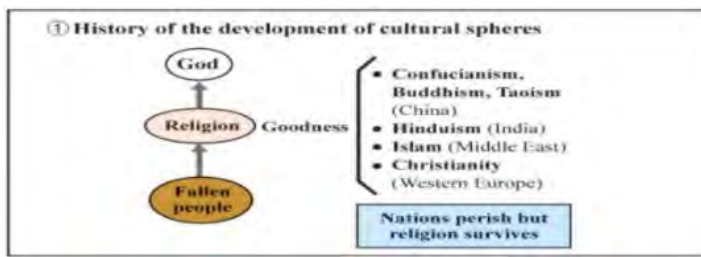 ① History of the development of cultural spheres
God
Religion
Goodness
Fallen
people
• Confucianism,
Buddhism, Taoism
(China)
• Hinduism (India)
• Islam (Middle East)
• Christianity
(Western Europe)
Nations perish but
religion survives